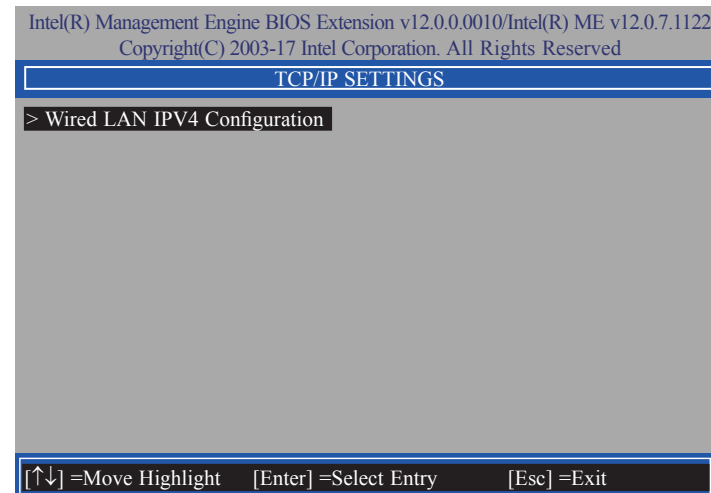 Intel(R) Management Engine BIOS Extension v12.0.0.0010/Intel(R) ME v12.0.7.1122
Copyright(C) 2003-17 Intel Corporation. All Rights Reserved
TCP/IP SETTINGS
> Wired LAN IPV4 Configuration
[↑↓] =Move Highlight [Enter] =Select Entry [Esc] =Exit